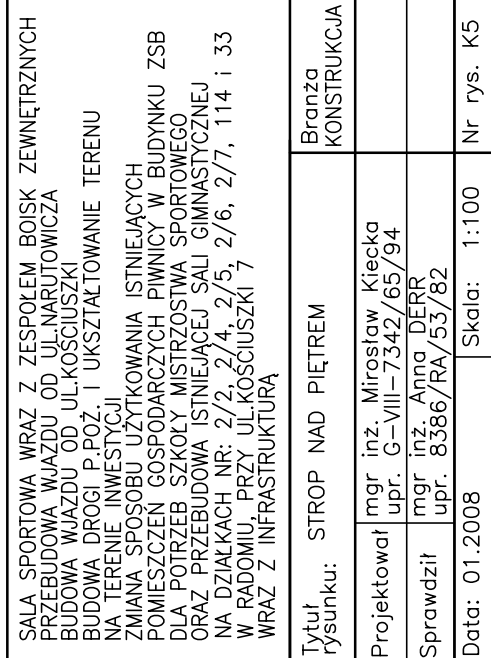 SALA SPORTOWA WRAZ Z ZESPOŁEM BOISK ZEWNĘTRZNYCH
PRZEBUDOWA WJAZDU OD UL.NARUTOWICZA
BUDOWA WJAZDU OD UL.KOŚCIUSZKI
BUDOWA DROGI P.POŻ. I UKSZTAŁTOWANIE TERENU
NA TERENIE INWESTYCJI
ZMIANA SPOSOBU UŻYTKOWANIA ISTNIEJĄCYCH
POMIESZCZEŃ GOSPODARCZYCH PIWNICY W BUDYNKU ZSB
DLA POTRZEB SZKOŁY MISTRZOSTWA SPORTOWEGO
ORAZ PRZEBUDOWA ISTNIEJĄCEJ SALI GIMNASTYCZNEJ
NA DZIAŁKACH NR: 2/2, 2/4, 2/5, 2/6, 2/7, 114 i 33
W RADOMIU, PRZY UL.KOŚCIUSZKI 7
WRAZ Z INFRASTRUKTURĄ
Tytuł rysunku: STROP NAD PIĘTREM
Branża
KONSTRUKCJA
Projektował mgr inż. Mirosław Kiecka
upr. G-VIII-7342/65/94
Sprawdził mgr inż. Anna DERR
upr. 8386/RA/53/82
Data: 01.2008 Skala: 1:100 Nr rys. K5